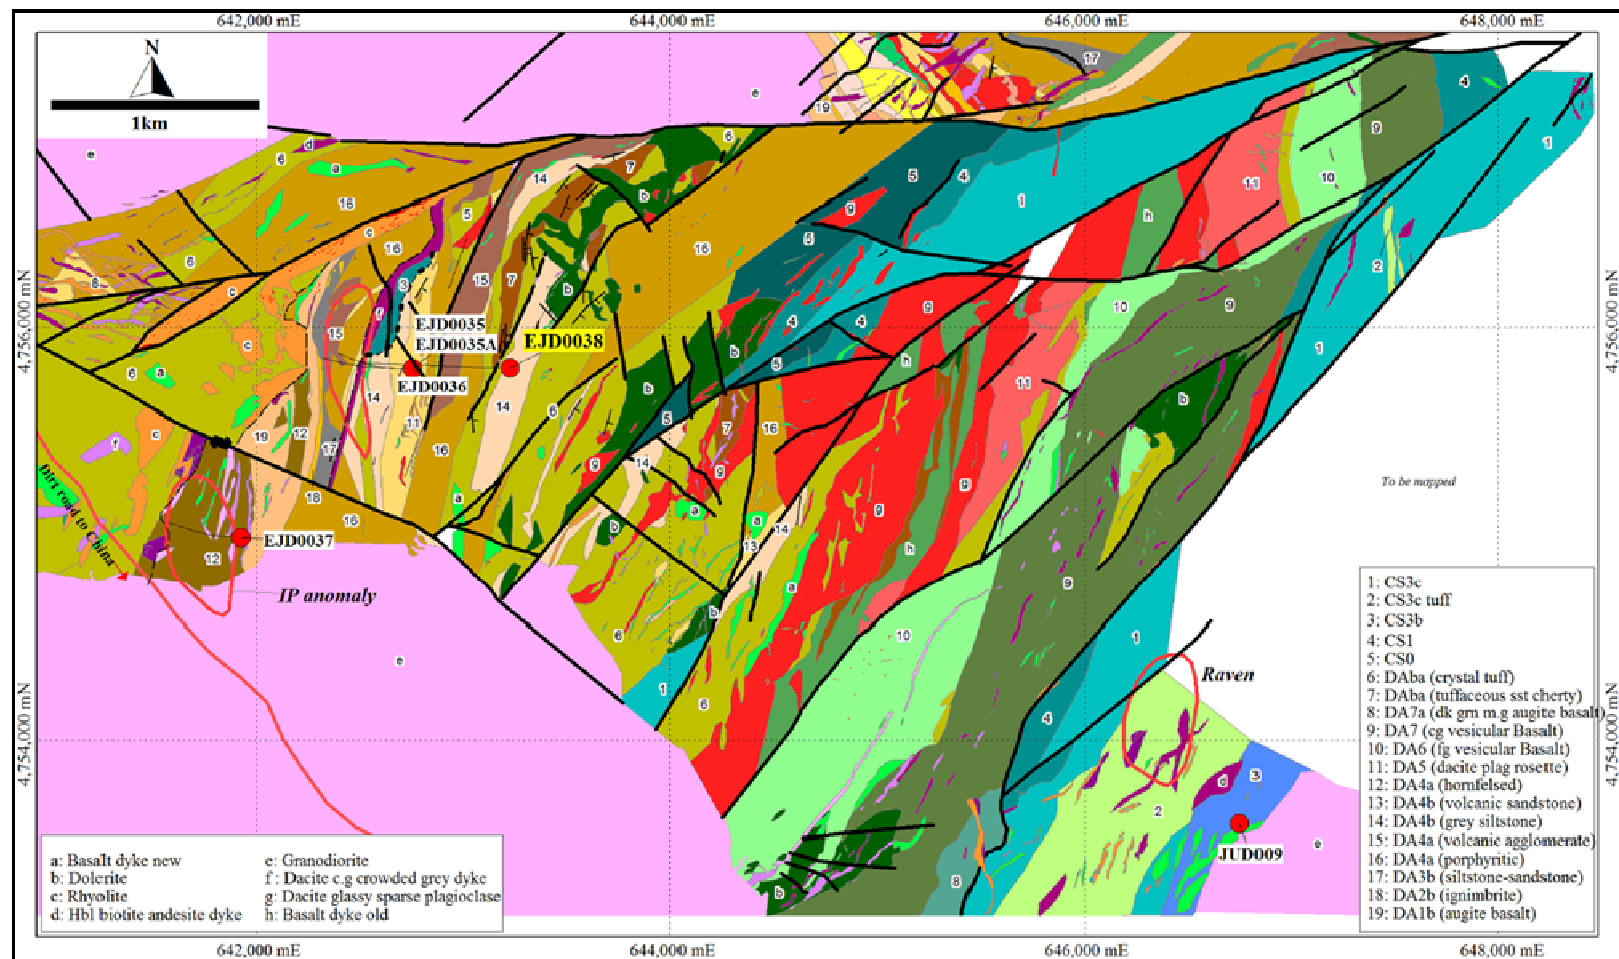 642,000 mE
644,000 mE
646,000 mE
648,000 mE
N
1km
4,756,000 mN
4,756,000 mN
EJD0035
EJD0035A
EJD0038
EJD0036
EJD0037
IP anomaly
Dirt road to China
To be mapped
Raven
JUD009
4,754,000 mN
4,754,000 mN
1: CS3c
2: CS3c tuff
3: CS3b
4: CS1
5: CS0
6: DAba (crystal tuff)
7: DAba (tuffaceous sst cherty)
8: DA7a (dk grn m.g augite basalt)
9: DA7 (cg vesicular Basalt)
10: DA6 (fg vesicular Basalt)
11: DA5 (dacite plag rosette)
12: DA4a (hornfelsed)
13: DA4b (volcanic sandstone)
14: DA4b (grey siltstone)
15: DA4a (volcanic agglomerate)
16: DA4a (porphyritic)
17: DA3b (siltstone-sandstone)
18: DA2b (ignimbrite)
19: DA1b (augite basalt)
a: Basalt dyke new
b: Dolerite
c: Rhyolite
d: Hbl biotite andesite dyke
e: Granodiorite
f : Dacite c.g crowded grey dyke
g: Dacite glassy sparse plagioclase
h: Basalt dyke old
642,000 mE
644,000 mE
646,000 mE
648,000 mE